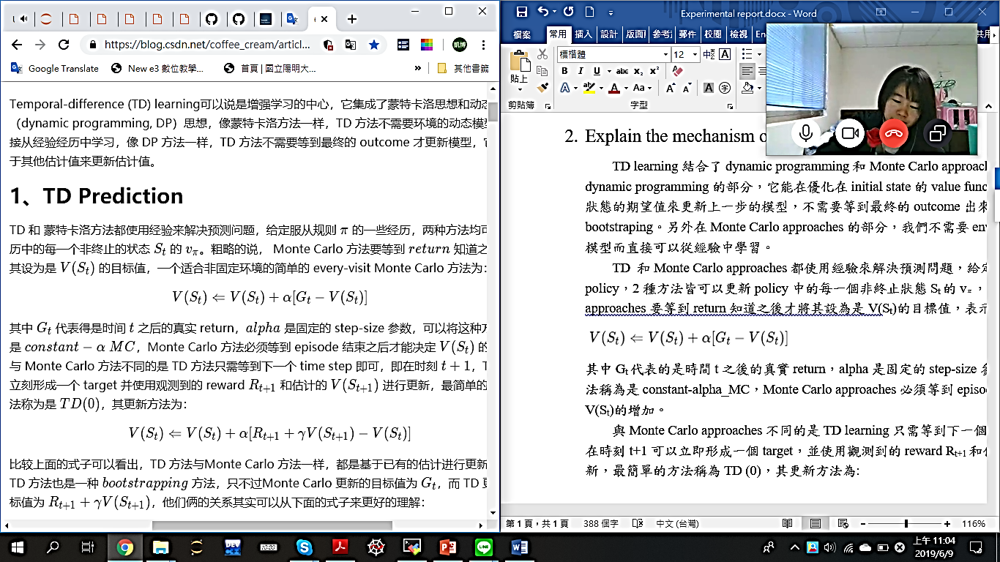 https://blog.csdn.net/coffee_cream/articl...
Google Translate
New e3 數位教學...
首頁 | 國立陽明大...
»
其他書籤
Temporal-difference (TD) learning可以说是增强学习的中心，它集成了蒙特卡洛思想和动态
（dynamic programming, DP）思想，像蒙特卡洛方法一样，TD 方法不需要环境的动态模型
接从经验经历中学习，像 DP 方法一样，TD 方法不需要等到最终的 outcome 才更新模型，它
于其他估计值来更新估计值。
1、TD Prediction
TD 和 蒙特卡洛方法都使用经验来解决预测问题，给定服从规则 π 的一些经历，两种方法均可
历中的每一个非终止的状态 Sₜ 的 vπ。粗略的说， Monte Carlo 方法要等到 return 知道之
其设为是 V(Sₜ) 的目标值，一个适合非固定环境的简单的 every-visit Monte Carlo 方法为：
V(Sₜ) ⇐ V(Sₜ) + α[Gₜ − V(Sₜ)]
其中 Gₜ 代表得是时间 t 之后的真实 return，alpha 是固定的 step-size 参数，可以将这种方
是 constant − α MC，Monte Carlo 方法必须等到 episode 结束之后才能决定 V(Sₜ) 的
与 Monte Carlo 方法不同的是 TD 方法只需等到下一个 time step 即可，即在时刻 t + 1，T
立刻形成一个 target 并使用观测到的 reward Rₜ₊₁ 和估计的 V(Sₜ₊₁) 进行更新，最简单的
法称为是 TD(0)，其更新方法为：
V(Sₜ) ⇐ V(Sₜ) + α[Rₜ₊₁ + γV(Sₜ₊₁) − V(Sₜ)]
比较上面的式子可以看出，TD 方法与Monte Carlo 方法一样，都是基于已有的估计进行更新
TD 方法也是一种 bootstrapping 方法，只不过Monte Carlo 更新的目标值为 Gₜ，而 TD 更
标值为 Rₜ₊₁ + γV(Sₜ₊₁)，他们俩的关系其实可以从下面的式子来更好的理解：
Experimental report.docx - Word
檔案 常用 插入 設計 版面 參考 郵件 校閱 檢視 En 共用
標楷體 12
貼上
B I U abc x₂ x²
A Aa A A A 字
剪貼簿 字型
2. Explain the mechanism o
TD learning 結合了 dynamic programming 和 Monte Carlo approach
dynamic programming 的部分，它能在優化在 initial state 的 value func
狀態的期望值來更新上一步的模型，不需要等到最終的 outcome 出來
bootstraping。另外在 Monte Carlo approaches 的部分，我們不需要 env
模型而直接可以從經驗中學習。
TD 和 Monte Carlo approaches 都使用經驗來解決預測問題，給定
policy，2 種方法皆可以更新 policy 中的每一個非終止狀態 Sₜ 的 vπ，
approaches 要等到 return 知道之後才將其設為是 V(Sₜ)的目標值，表示
V(Sₜ) ⇐ V(Sₜ) + α[Gₜ − V(Sₜ)]
其中 Gₜ 代表的是時間 t 之後的真實 return，alpha 是固定的 step-size 參
法稱為是 constant-alpha_MC，Monte Carlo approaches 必須等到 episo
V(Sₜ)的增加。
與 Monte Carlo approaches 不同的是 TD learning 只需等到下一個
在時刻 t+1 可以立即形成一個 target，並使用觀測到的 reward Rₜ₊₁ 和估
新，最簡單的方法稱為 TD (0)，其更新方法為:
第 1 頁，共 1 頁 388 個字 中文 (台灣) 116%
DEV
上午 11:04
2019/6/9